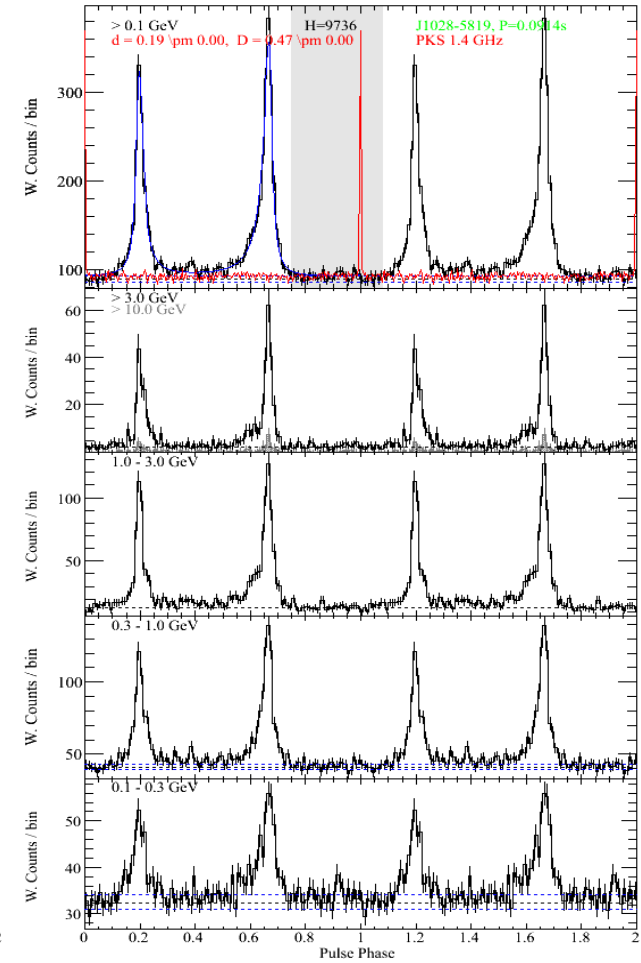 > 0.1 GeV H=9736 J1028-5819, P=0.0914s
d = 0.19 \pm 0.00, D = 0.47 \pm 0.00 PKS 1.4 GHz
W. Counts / bin
300
200
100
> 3.0 GeV
> 10.0 GeV
W. Counts / bin
60
40
20
1.0 - 3.0 GeV
W. Counts / bin
100
50
0.3 - 1.0 GeV
W. Counts / bin
100
50
0.1 - 0.3 GeV
W. Counts / bin
50
40
30
0 0.2 0.4 0.6 0.8 1 1.2 1.4 1.6 1.8 2
Pulse Phase